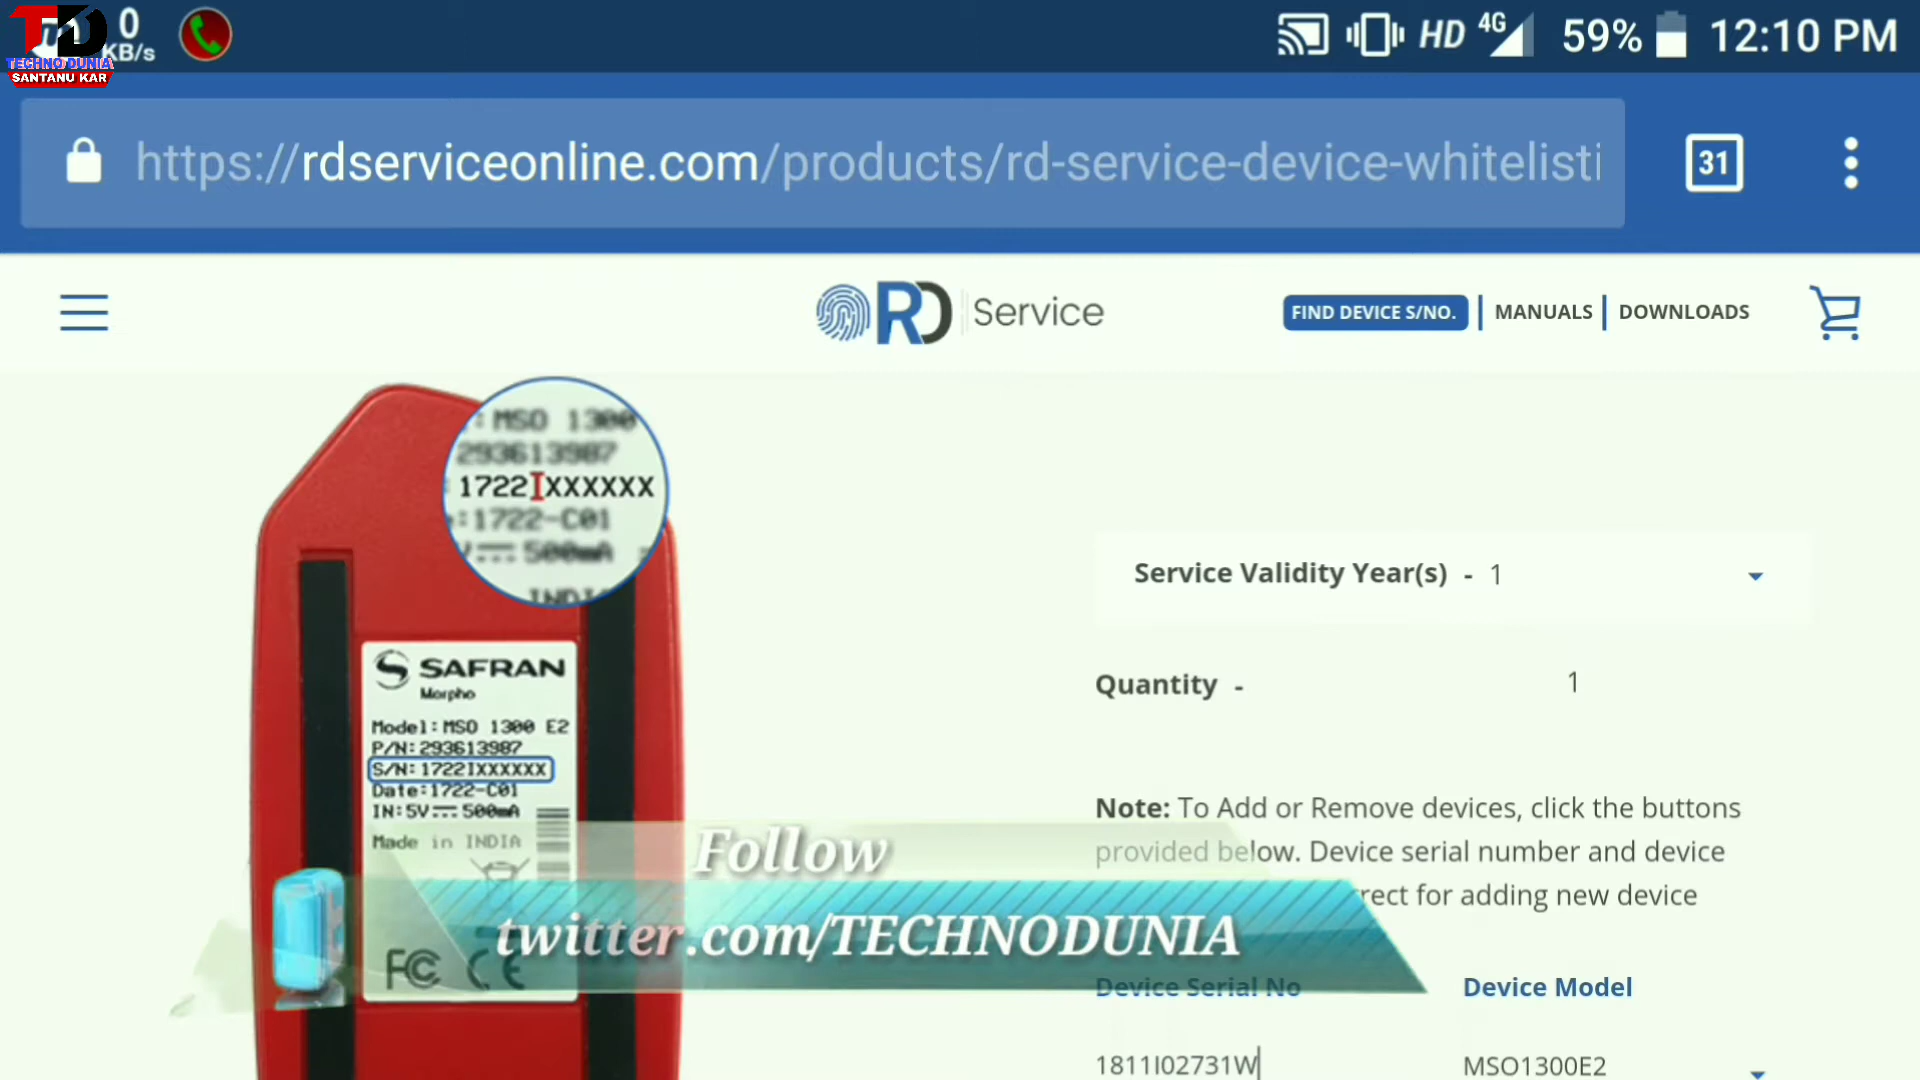 TD
0
KB/s
TECHNO DUNIA
SANTANU KAR
HD 4G 59% 12:10 PM
https://rdserviceonline.com/products/rd-service-device-whitelisti
31
RD Service
FIND DEVICE S/NO. | MANUALS | DOWNLOADS
MSO 1300
293613987
1722IXXXXXX
:1722-C01
V 500mA
INDIA
SAFRAN
Morpho
Model:MSO 1300 E2
P/N:293613987
S/N:1722IXXXXXX
Date:1722-C01
IN:5V 500mA
Made in INDIA
FC CE
Service Validity Year(s) - 1
Quantity - 1
Note: To Add or Remove devices, click the buttons
provided below. Device serial number and device
rect for adding new device
Follow
twitter.com/TECHNODUNIA
Device Serial No
Device Model
1811I02731W
MSO1300E2